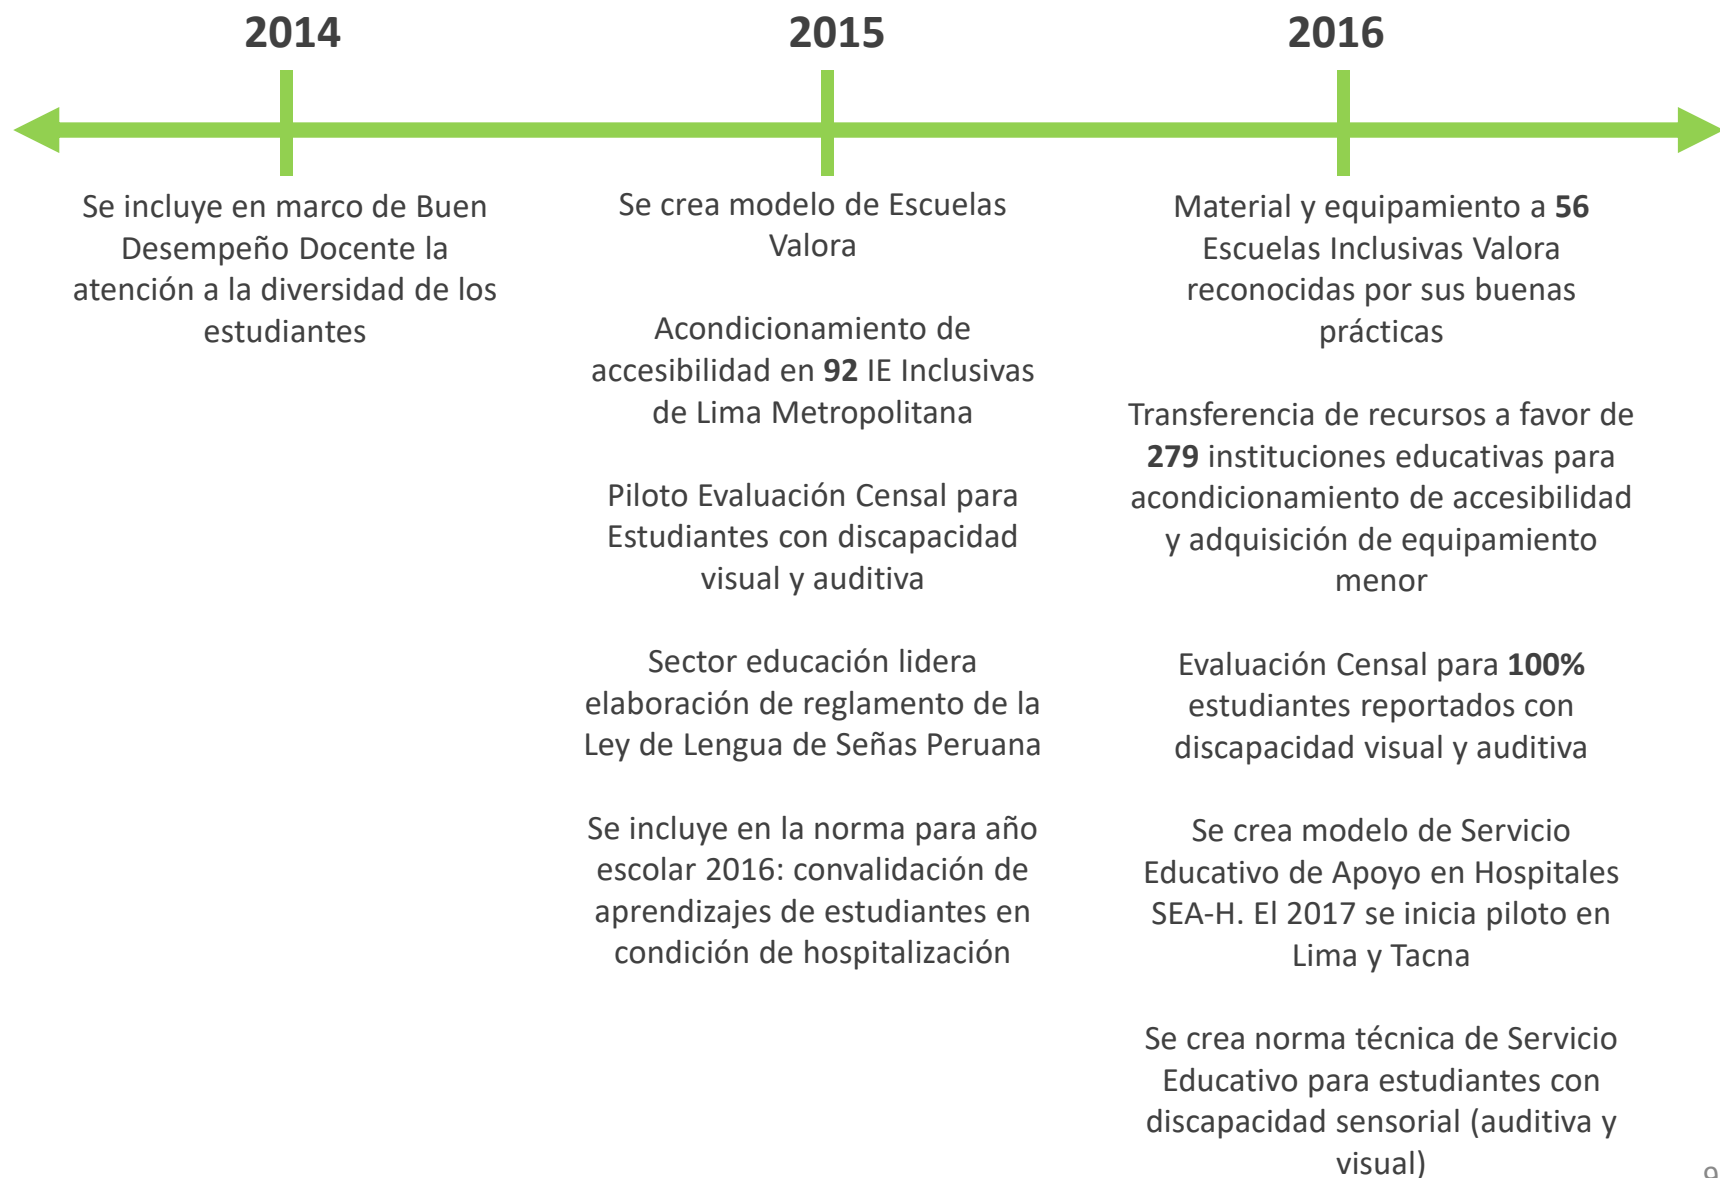 2014
Se incluye en marco de Buen
Desempeño Docente la
atención a la diversidad de los
estudiantes
2015
Se crea modelo de Escuelas
Valora
Acondicionamiento de
accesibilidad en 92 IE Inclusivas
de Lima Metropolitana
Piloto Evaluación Censal para
Estudiantes con discapacidad
visual y auditiva
Sector educación lidera
elaboración de reglamento de la
Ley de Lengua de Señas Peruana
Se incluye en la norma para año
escolar 2016: convalidación de
aprendizajes de estudiantes en
condición de hospitalización
2016
Material y equipamiento a 56
Escuelas Inclusivas Valora
reconocidas por sus buenas
prácticas
Transferencia de recursos a favor de
279 instituciones educativas para
acondicionamiento de accesibilidad
y adquisición de equipamiento
menor
Evaluación Censal para 100%
estudiantes reportados con
discapacidad visual y auditiva
Se crea modelo de Servicio
Educativo de Apoyo en Hospitales
SEA-H. El 2017 se inicia piloto en
Lima y Tacna
Se crea norma técnica de Servicio
Educativo para estudiantes con
discapacidad sensorial (auditiva y
visual)
9